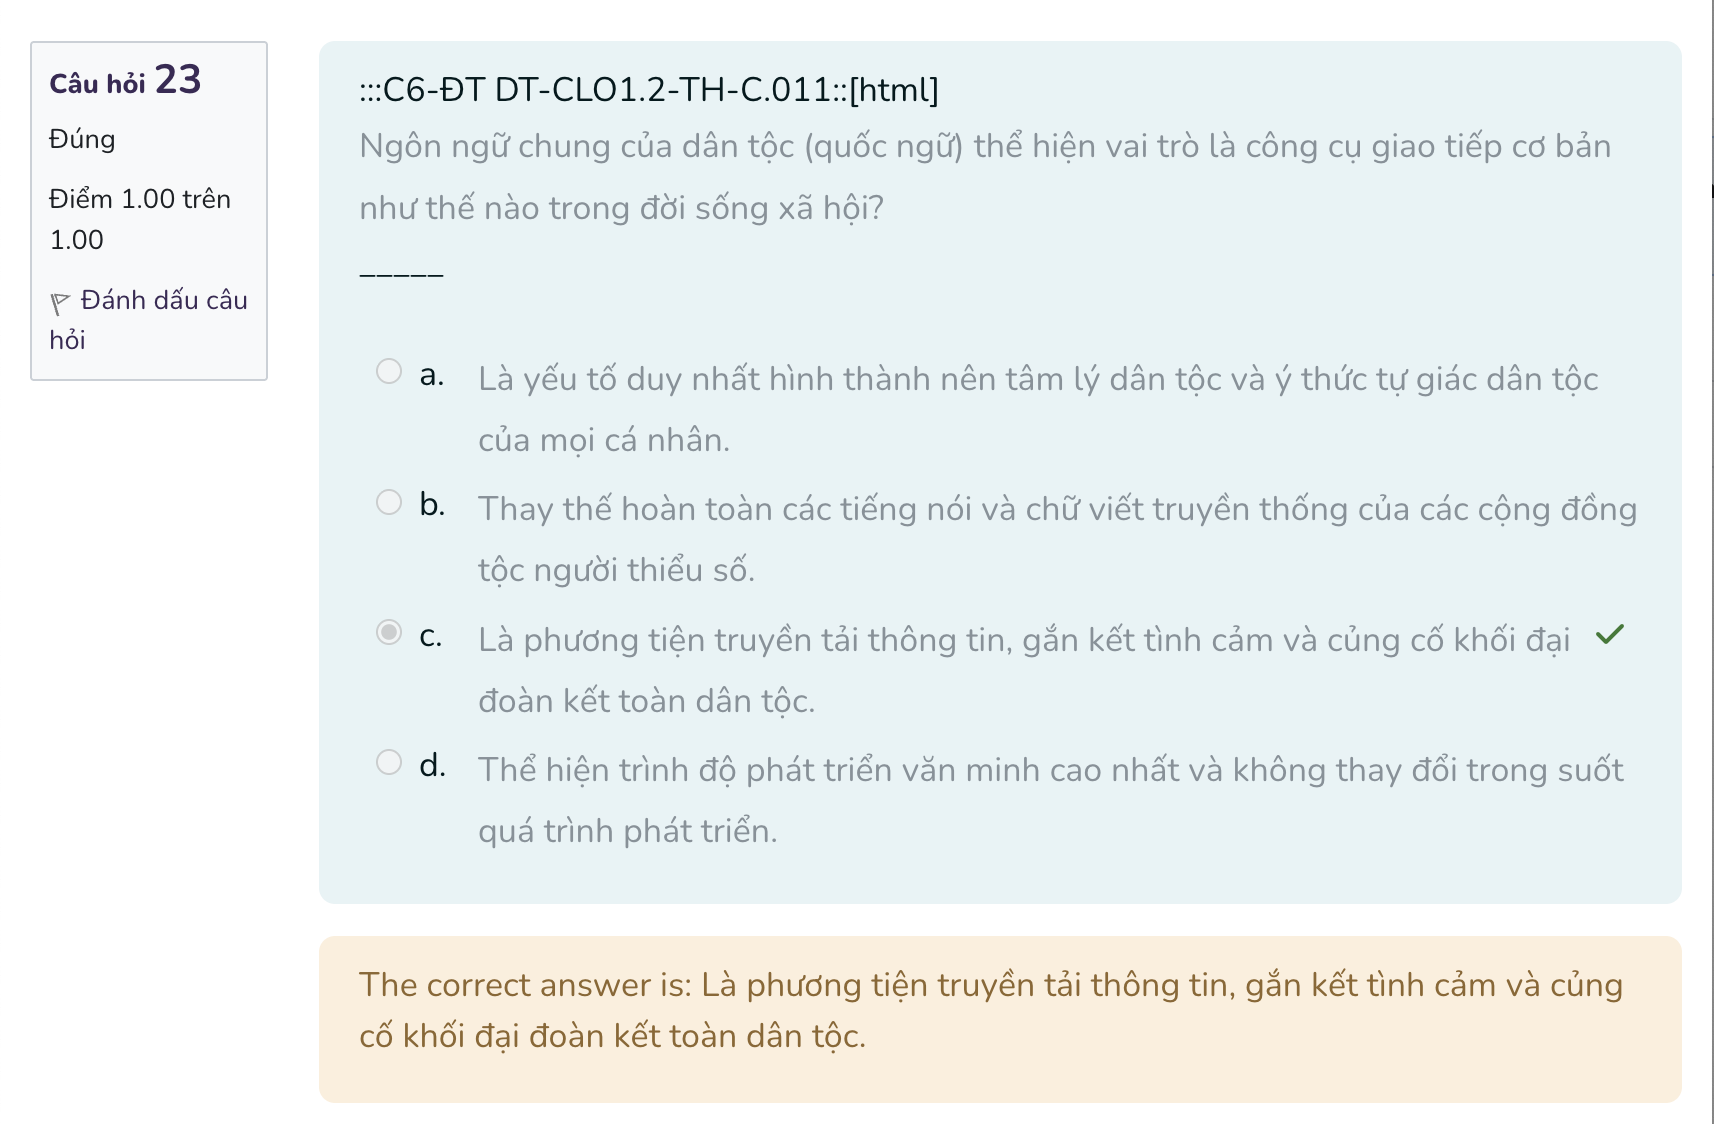 Câu hỏi 23
Đúng
Điểm 1.00 trên
1.00
Đánh dấu câu
hỏi
:::C6-ĐT DT-CLO1.2-TH-C.011::[html]
Ngôn ngữ chung của dân tộc (quốc ngữ) thể hiện vai trò là công cụ giao tiếp cơ bản
như thế nào trong đời sống xã hội?
_____
a. Là yếu tố duy nhất hình thành nên tâm lý dân tộc và ý thức tự giác dân tộc
của mọi cá nhân.
b. Thay thế hoàn toàn các tiếng nói và chữ viết truyền thống của các cộng đồng
tộc người thiểu số.
c. Là phương tiện truyền tải thông tin, gắn kết tình cảm và củng cố khối đại
đoàn kết toàn dân tộc.
d. Thể hiện trình độ phát triển văn minh cao nhất và không thay đổi trong suốt
quá trình phát triển.
The correct answer is: Là phương tiện truyền tải thông tin, gắn kết tình cảm và củng
cố khối đại đoàn kết toàn dân tộc.